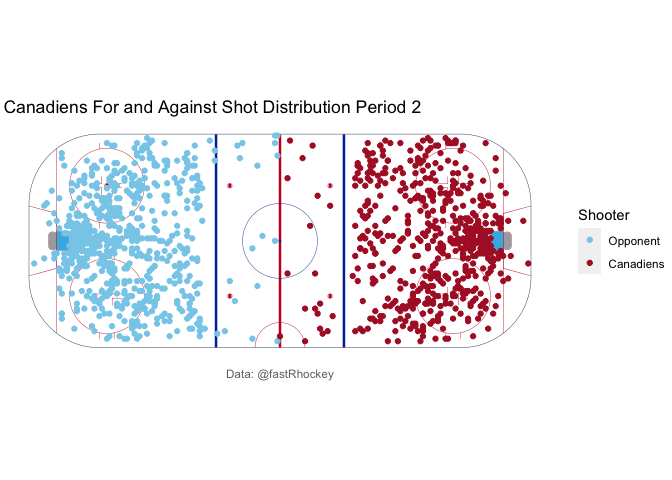 Canadiens For and Against Shot Distribution Period 2
Shooter
Opponent
Canadiens
Data: @fastRhockey